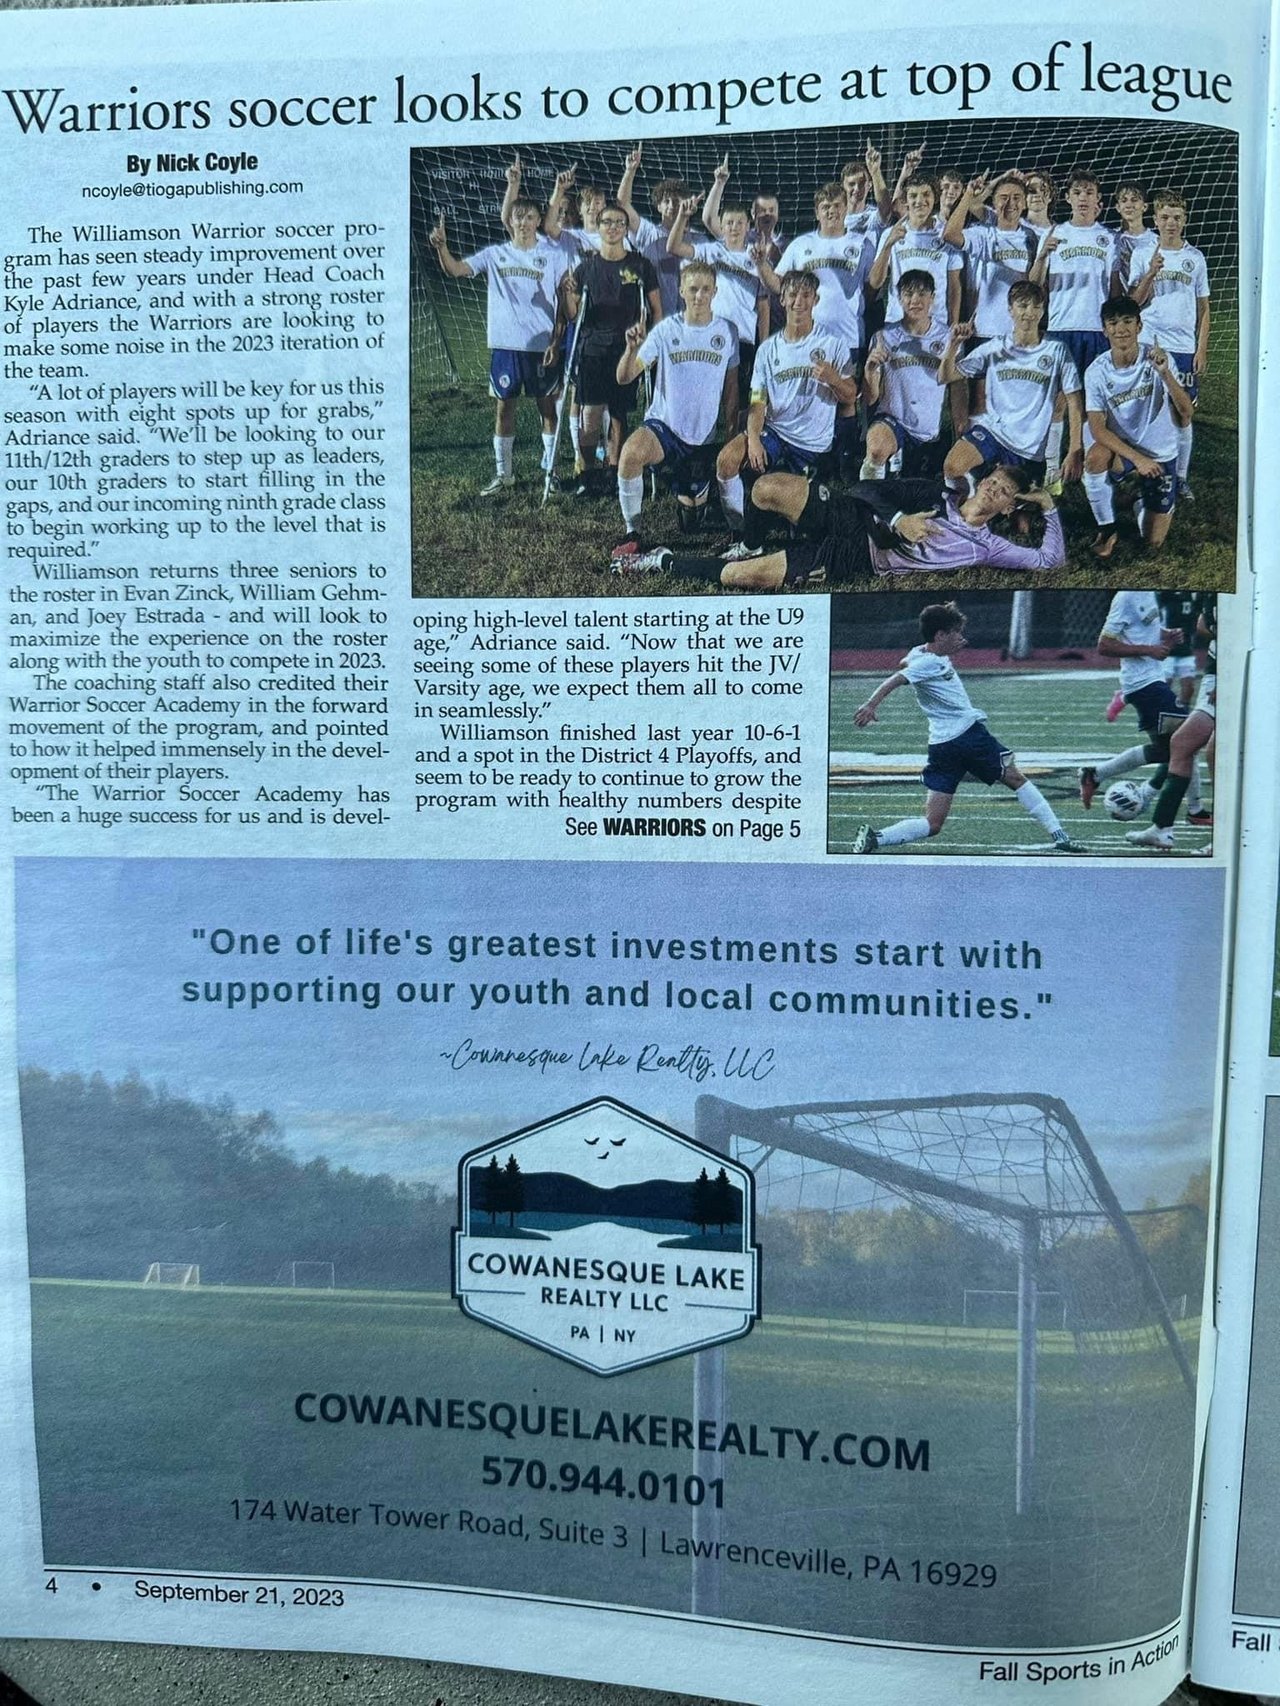 Warriors soccer looks to compete at top of league
By Nick Coyle
ncoyle@tiogapublishing.com
The Williamson Warrior soccer pro-
gram has seen steady improvement over
the past few years under Head Coach
Kyle Adriance, and with a strong roster
of players the Warriors are looking to
make some noise in the 2023 iteration of
the team.
"A lot of players will be key for us this
season with eight spots up for grabs,"
Adriance said. "We'll be looking to our
11th/12th graders to step up as leaders,
our 10th graders to start filling in the
gaps, and our incoming ninth grade class
to begin working up to the level that is
required."
Williamson returns three seniors to
the roster in Evan Zinck, William Gehm-
an, and Joey Estrada - and will look to
maximize the experience on the roster
along with the youth to compete in 2023.
The coaching staff also credited their
Warrior Soccer Academy in the forward
movement of the program, and pointed
to how it helped immensely in the devel-
opment of their players.
"The Warrior Soccer Academy has
been a huge success for us and is devel-
oping high-level talent starting at the U9
age," Adriance said. "Now that we are
seeing some of these players hit the JV/
Varsity age, we expect them all to come
in seamlessly."
Williamson finished last year 10-6-1
and a spot in the District 4 Playoffs, and
seem to be ready to continue to grow the
program with healthy numbers despite
See WARRIORS on Page 5
VISITOR INNING HOME
BALL
WARRIORS
WARRIORS
WARRIORS
WARRIORS
WARRIORS
WARRIORS
20
2
"One of life's greatest investments start with
supporting our youth and local communities."
~Cowanesque Lake Realty, LLC
COWANESQUE LAKE
REALTY LLC
PA | NY
COWANESQUELAKEREALTY.COM
570.944.0101
174 Water Tower Road, Suite 3 | Lawrenceville, PA 16929
4 • September 21, 2023
Fall Sports in Action
Fall